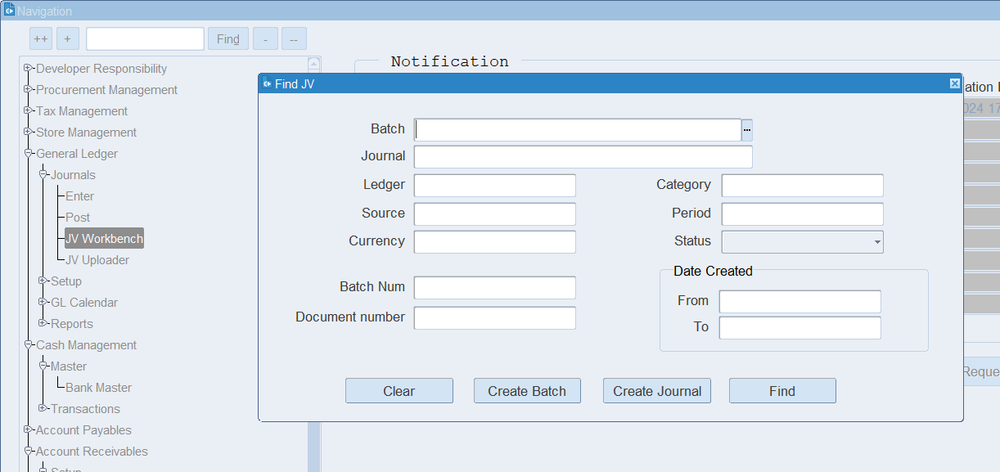 Navigation
++ + Find - --
Notification
Developer Responsibility
Procurement Management
Tax Management
Store Management
General Ledger
Journals
Enter
Post
JV Workbench
JV Uploader
Setup
GL Calendar
Reports
Cash Management
Master
Bank Master
Transactions
Account Payables
Account Receivables
Setup
Find JV
Batch ...
Journal
Ledger Category
Source Period
Currency Status
Date Created
Batch Num From
Document number To
Clear Create Batch Create Journal Find
ation
024 17
Reque